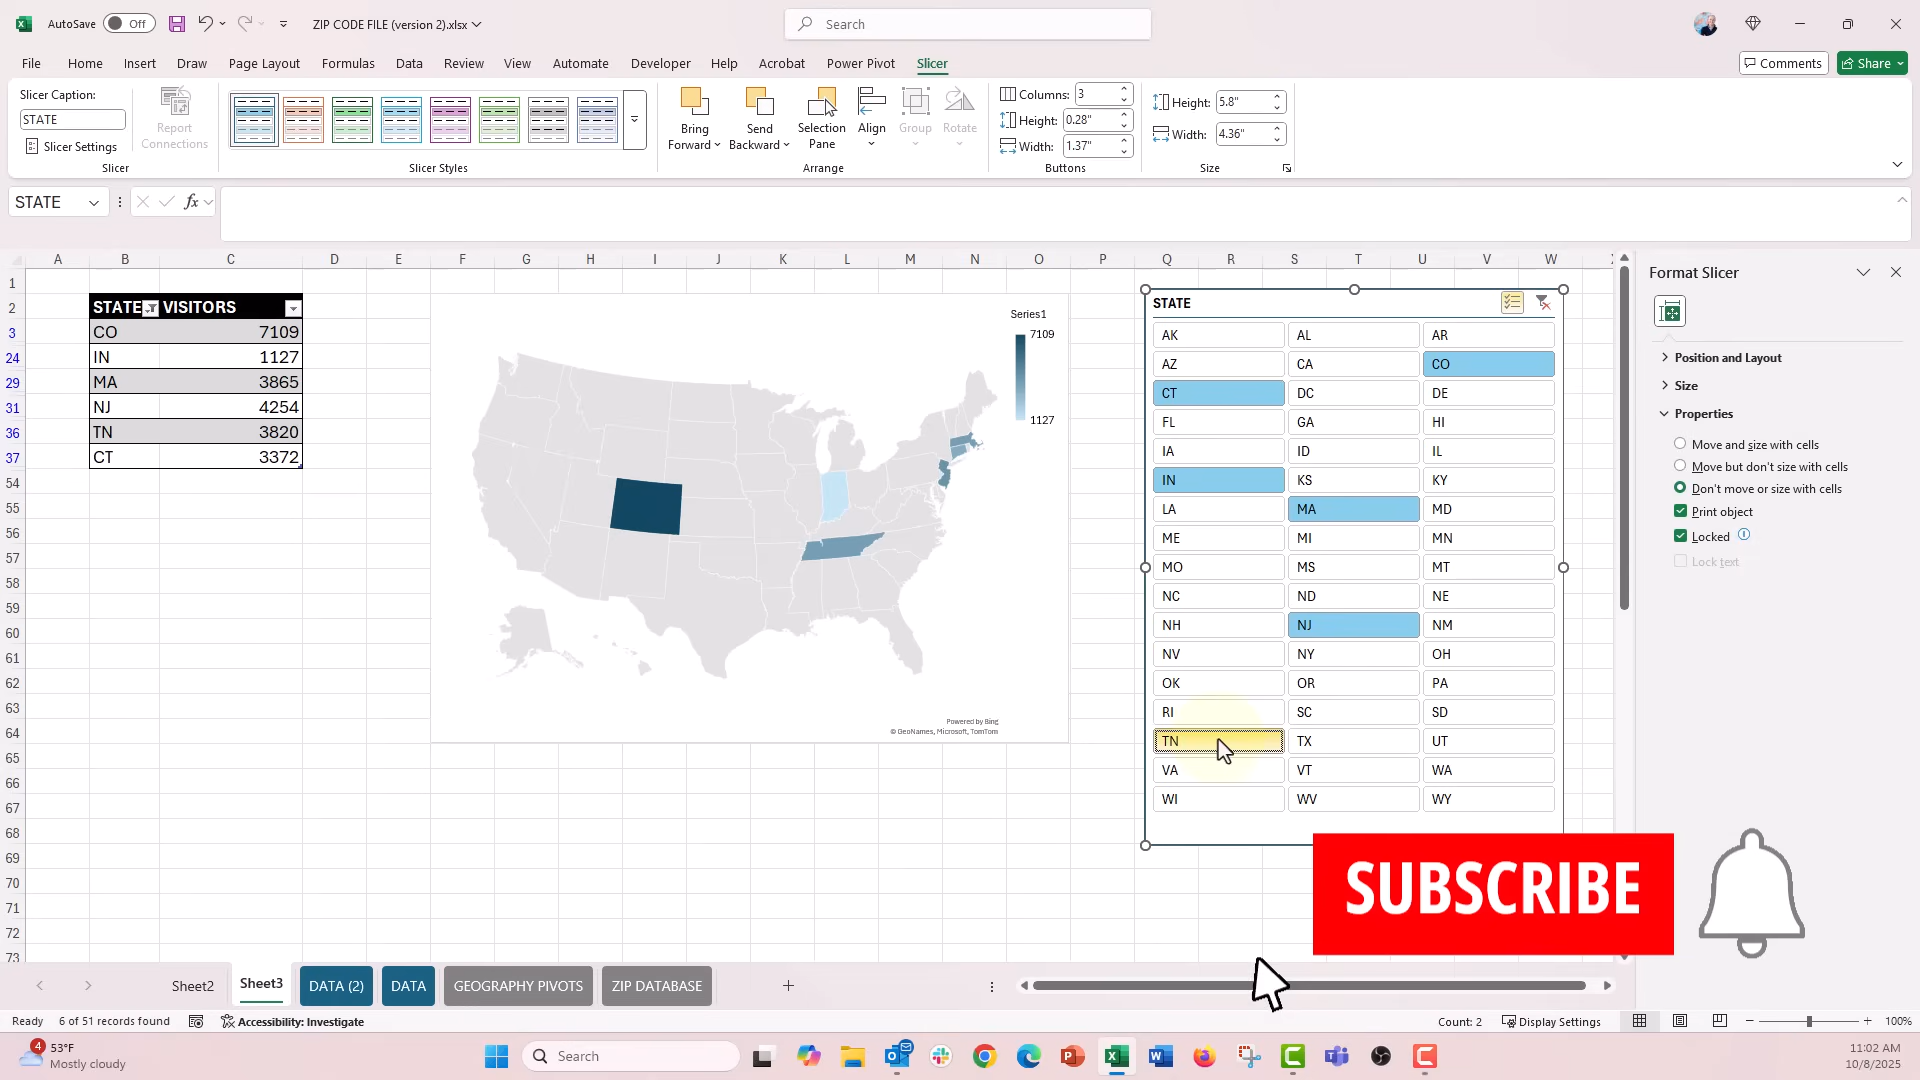 AutoSave Off ZIP CODE FILE (version 2).xlsx Search
File Home Insert Draw Page Layout Formulas Data Review View Automate Developer Help Acrobat Power Pivot Slicer Comments Share
Slicer Caption:
STATE
Slicer Settings
Report Connections
Slicer
Slicer Styles
Bring Forward
Send Backward
Selection Pane
Align
Group
Rotate
Arrange
Columns: 3
Height: 0.28"
Width: 1.37"
Buttons
Height: 5.8"
Width: 4.36"
Size
STATE fx
A B C D E F G H I J K L M N O P Q R S T U V W
1
2 STATE VISITORS
3 CO 7109
24 IN 1127
29 MA 3865
31 NJ 4254
36 TN 3820
37 CT 3372
54
55
56
57
58
59
60
61
62
63
64
65
66
67
68
69
70
71
72
73
Series1
7109
1127
Powered by Bing
© GeoNames, Microsoft, TomTom
STATE
AK AL AR
AZ CA CO
CT DC DE
FL GA HI
IA ID IL
IN KS KY
LA MA MD
ME MI MN
MO MS MT
NC ND NE
NH NJ NM
NV NY OH
OK OR PA
RI SC SD
TN TX UT
VA VT WA
WI WV WY
Format Slicer
Position and Layout
Size
Properties
Move and size with cells
Move but don't size with cells
Don't move or size with cells
Print object
Locked
Lock text
SUBSCRIBE
Sheet2 Sheet3 DATA (2) DATA GEOGRAPHY PIVOTS ZIP DATABASE
Ready 6 of 51 records found Accessibility: Investigate Count: 2 Display Settings 100%
4 53°F
Mostly cloudy
Search
11:02 AM
10/8/2025